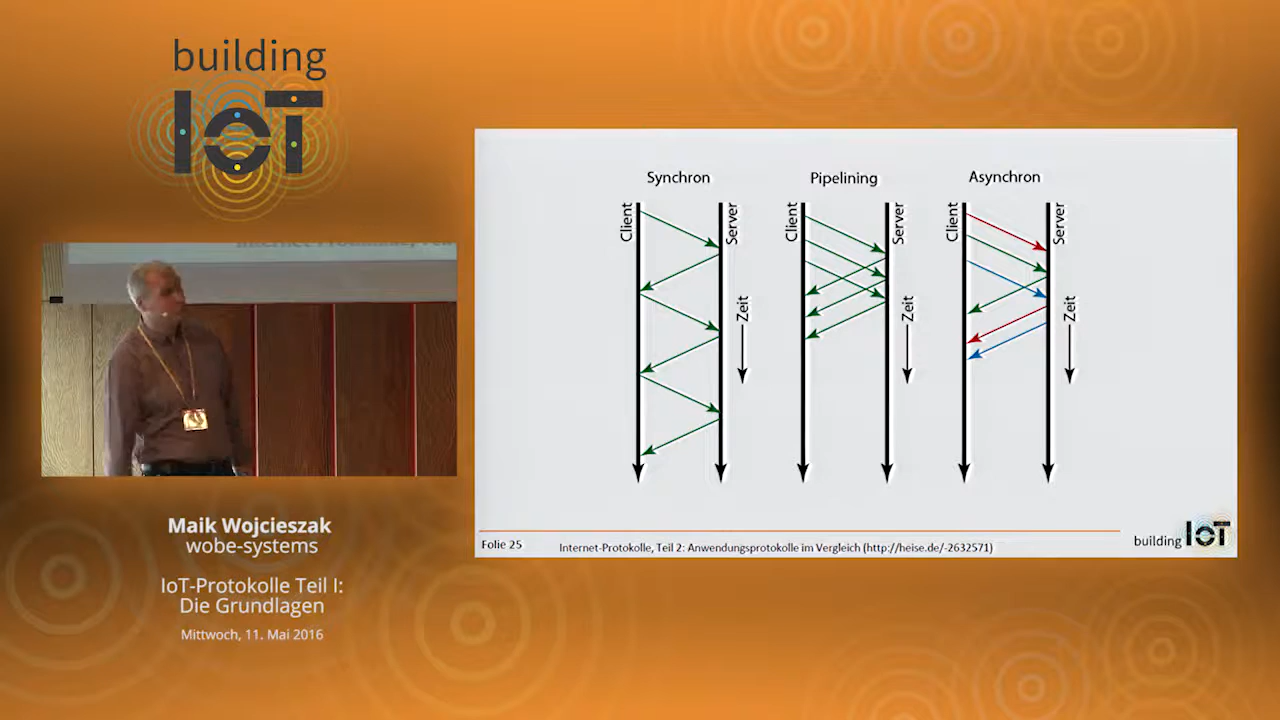 building
IoT
Maik Wojcieszak
wobe-systems
IoT-Protokolle Teil I:
Die Grundlagen
Mittwoch, 11. Mai 2016
Synchron
Client
Server
Zeit
Pipelining
Client
Server
Zeit
Asynchron
Client
Server
Zeit
Folie 25
Internet-Protokolle, Teil 2: Anwendungsprotokolle im Vergleich (http://heise.de/-2632571)
building IoT